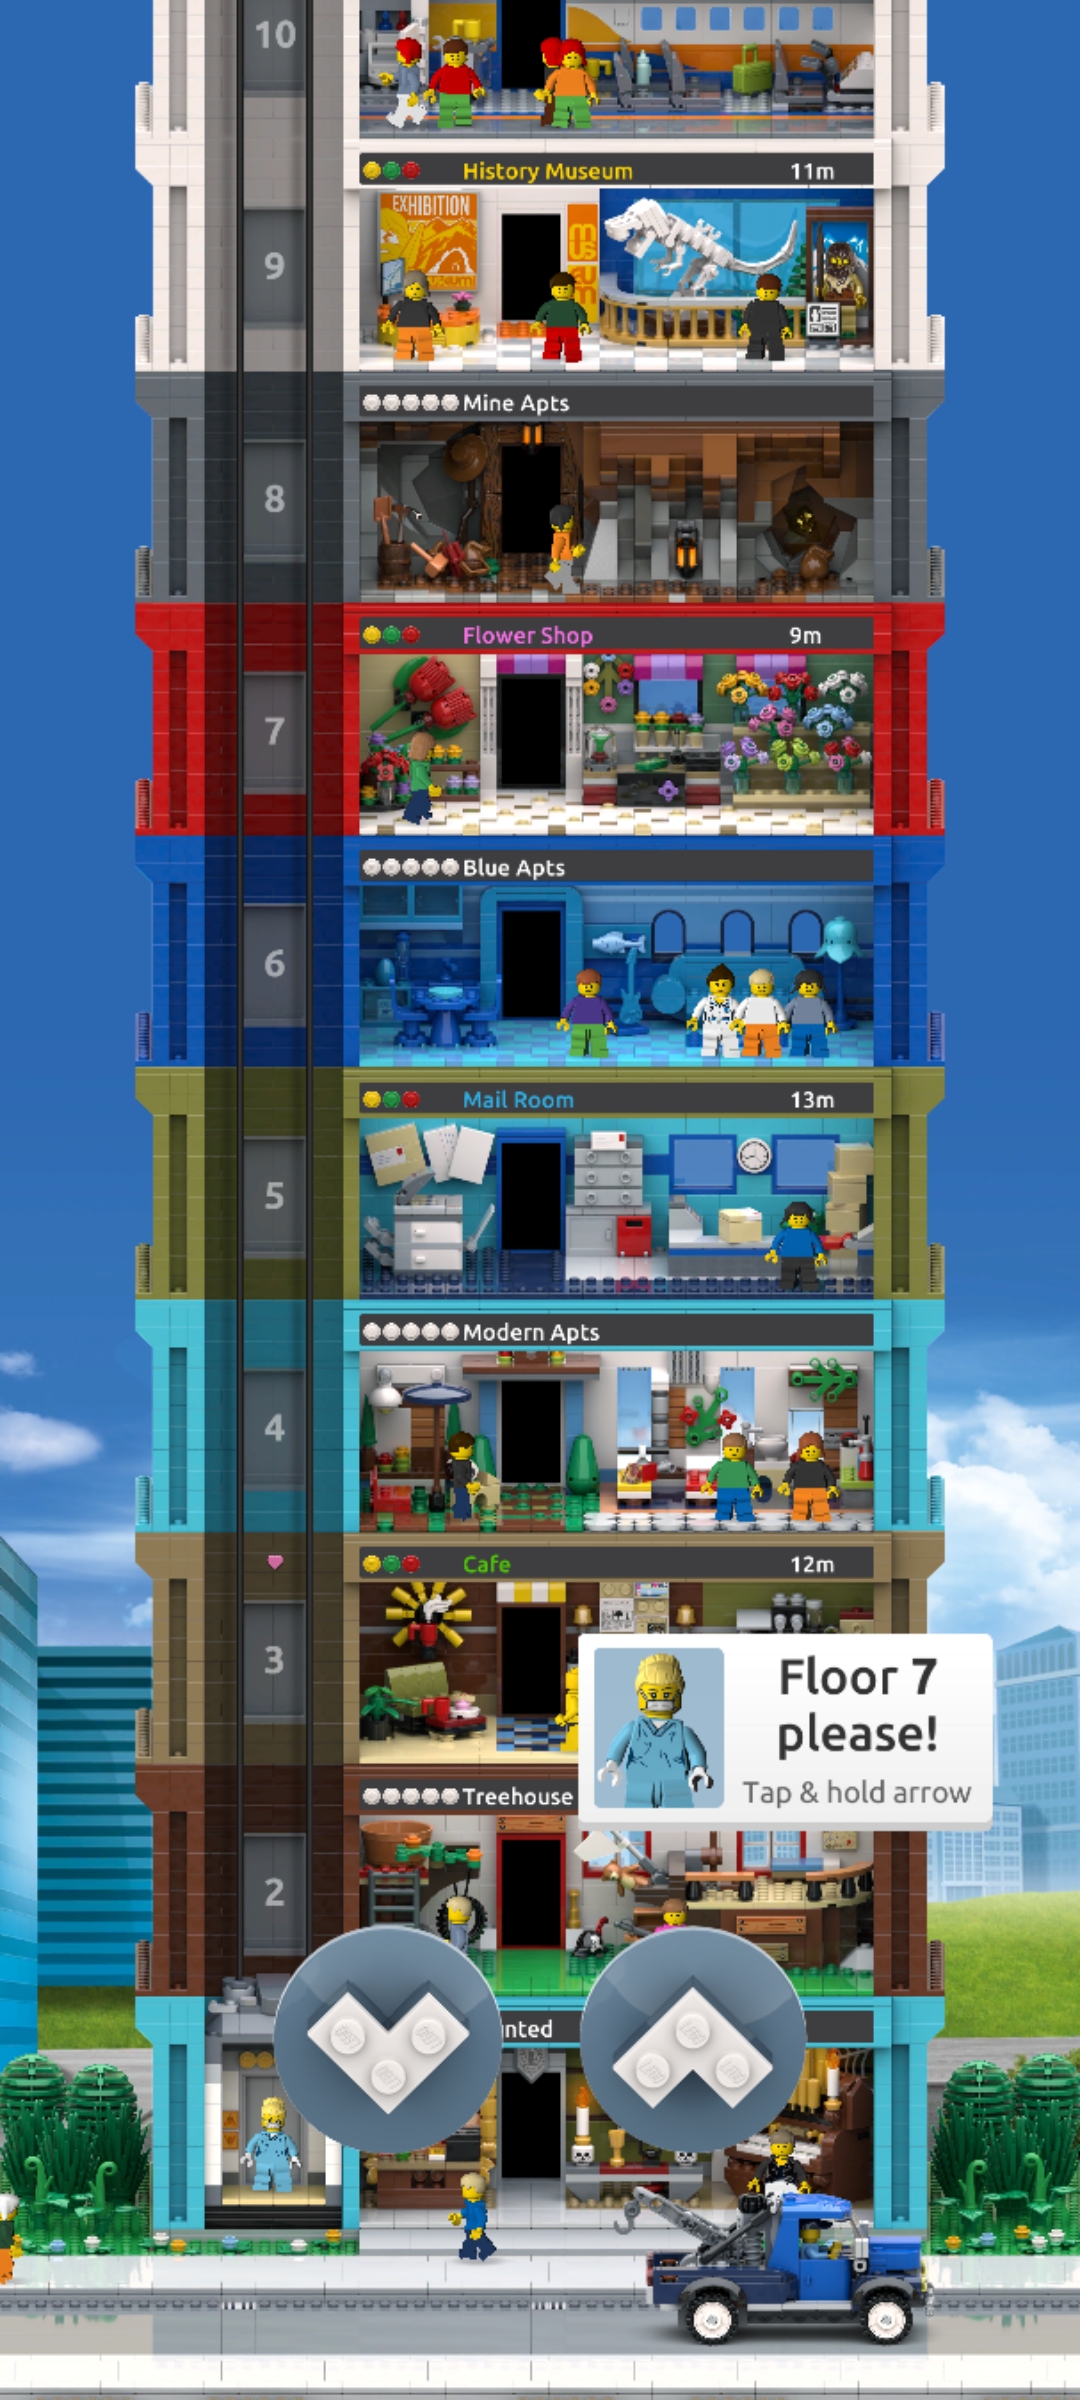 10
History Museum 11m
EXHIBITION
9
Mine Apts
8
Flower Shop 9m
7
Blue Apts
6
Mail Room 13m
5
Modern Apts
4
Cafe 12m
3
Floor 7
please!
Tap & hold arrow
Treehouse
2
nted